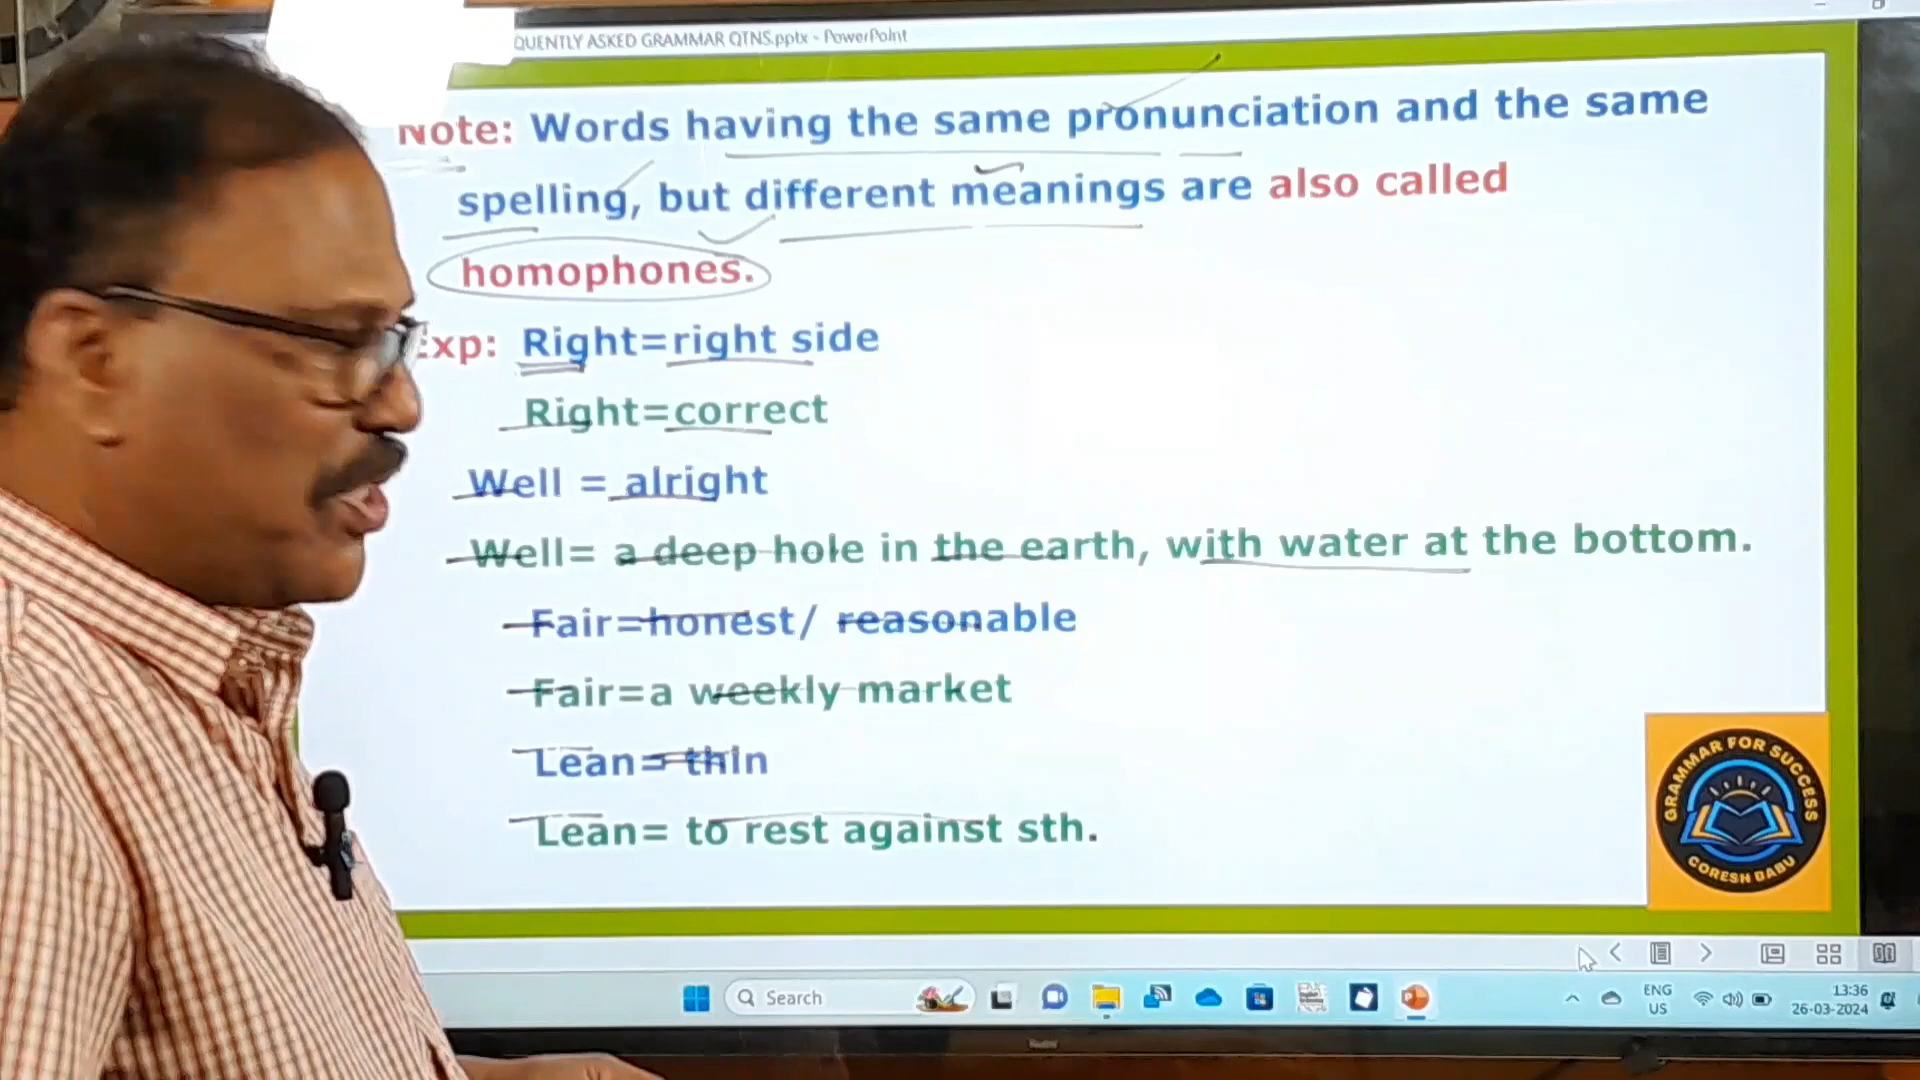 QUENTLY ASKED GRAMMAR QTNS.pptx - PowerPoint
Note: Words having the same pronunciation and the same
spelling, but different meanings are also called
homophones.
Exp: Right=right side
Right=correct
Well = alright
Well= a deep hole in the earth, with water at the bottom.
Fair=honest/ reasonable
Fair=a weekly market
Lean= thin
Lean= to rest against sth.
GRAMMAR FOR SUCCESS
CORESH BABU
Search
ENG
US
13:36
26-03-2024